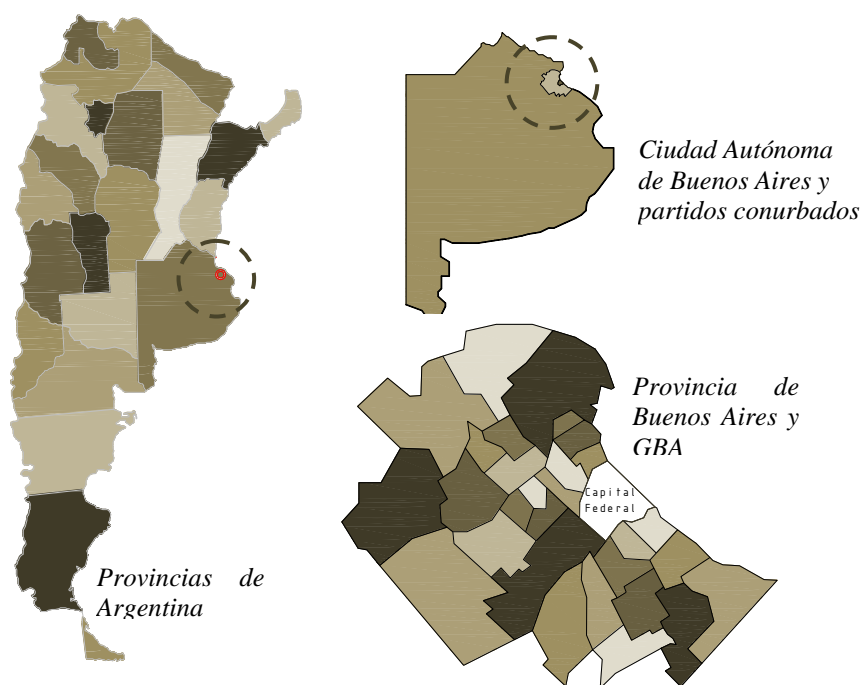 Ciudad Autónoma
de Buenos Aires y
partidos conurbados
Provincia de
Buenos Aires y
GBA
Capital
Federal
Provincias de
Argentina